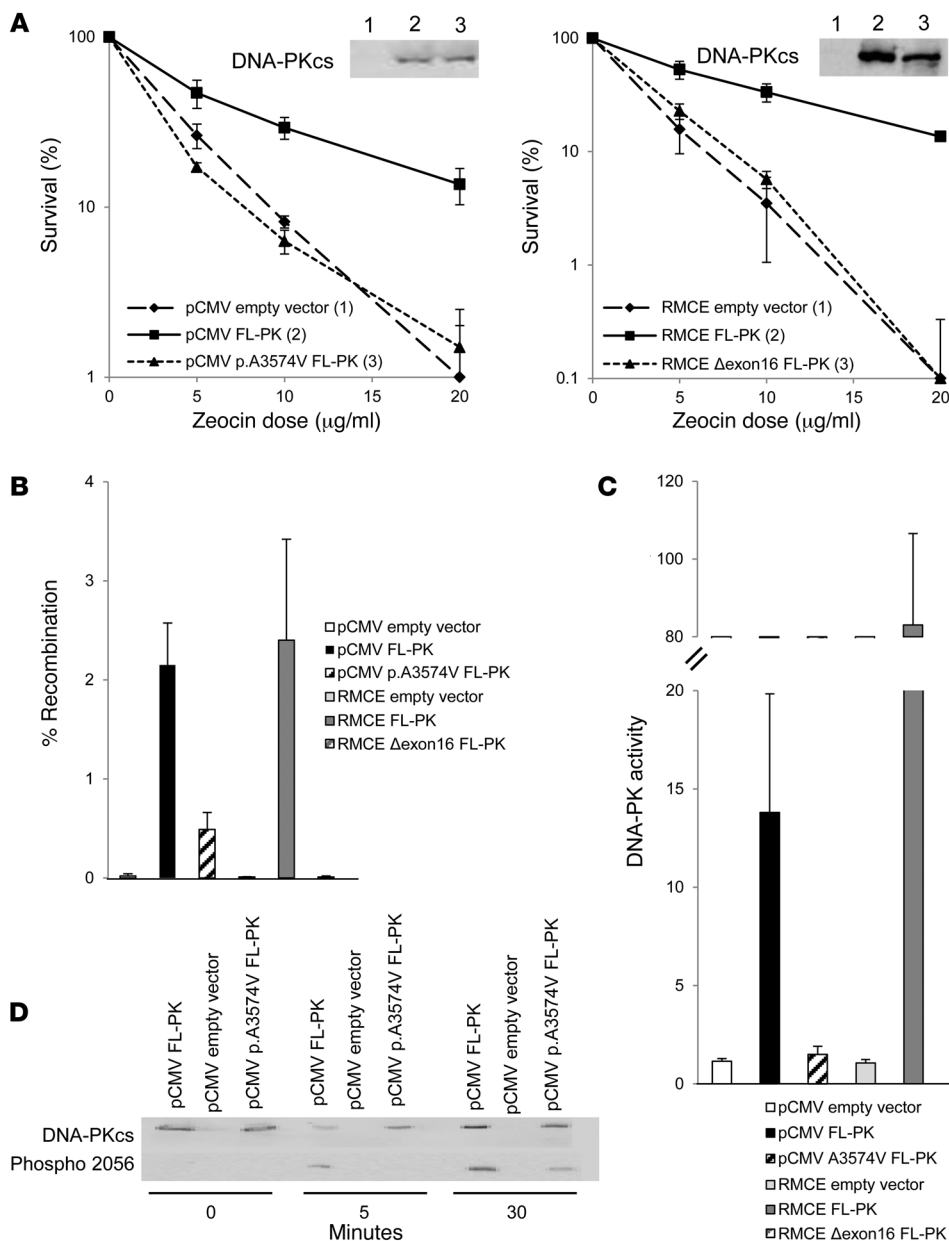 A
1 2 3
DNA-PKcs
100
10
1
Survival (%)
pCMV empty vector (1)
pCMV FL-PK (2)
pCMV p.A3574V FL-PK (3)
0 5 10 15 20
Zeocin dose (μg/ml)
1 2 3
DNA-PKcs
100
10
1
0.1
Survival (%)
RMCE empty vector (1)
RMCE FL-PK (2)
RMCE Δexon16 FL-PK (3)
0 5 10 15 20
Zeocin dose (μg/ml)
B
4
3
2
1
0
% Recombination
pCMV empty vector
pCMV FL-PK
pCMV p.A3574V FL-PK
RMCE empty vector
RMCE FL-PK
RMCE Δexon16 FL-PK
C
120
100
80
20
15
10
5
0
DNA-PK activity
pCMV empty vector
pCMV FL-PK
pCMV A3574V FL-PK
RMCE empty vector
RMCE FL-PK
RMCE Δexon16 FL-PK
D
pCMV FL-PK
pCMV empty vector
pCMV p.A3574V FL-PK
pCMV FL-PK
pCMV empty vector
pCMV p.A3574V FL-PK
pCMV FL-PK
pCMV empty vector
pCMV p.A3574V FL-PK
DNA-PKcs
Phospho 2056
0 5 30
Minutes